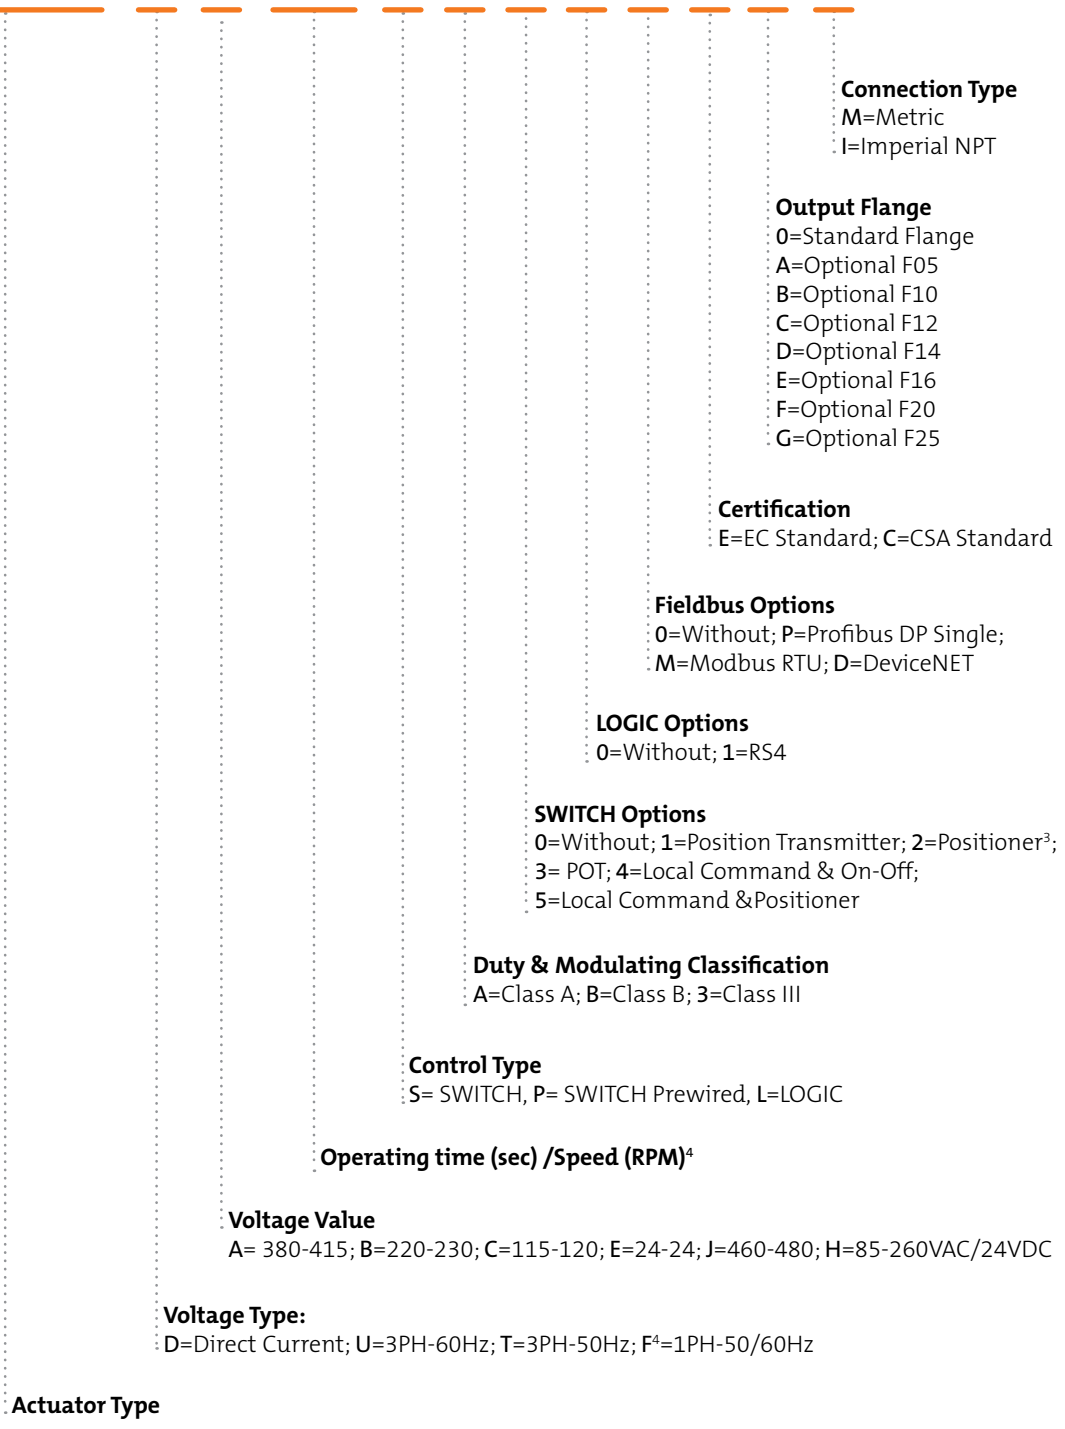 Connection Type
M=Metric
I=Imperial NPT
Output Flange
0=Standard Flange
A=Optional F05
B=Optional F10
C=Optional F12
D=Optional F14
E=Optional F16
F=Optional F20
G=Optional F25
Certification
E=EC Standard; C=CSA Standard
Fieldbus Options
0=Without; P=Profibus DP Single;
M=Modbus RTU; D=DeviceNET
LOGIC Options
0=Without; 1=RS4
SWITCH Options
0=Without; 1=Position Transmitter; 2=Positioner³;
3= POT; 4=Local Command & On-Off;
5=Local Command &Positioner
Duty & Modulating Classification
A=Class A; B=Class B; 3=Class III
Control Type
S= SWITCH, P= SWITCH Prewired, L=LOGIC
Operating time (sec) /Speed (RPM)⁴
Voltage Value
A= 380-415; B=220-230; C=115-120; E=24-24; J=460-480; H=85-260VAC/24VDC
Voltage Type:
D=Direct Current; U=3PH-60Hz; T=3PH-50Hz; F⁴=1PH-50/60Hz
Actuator Type